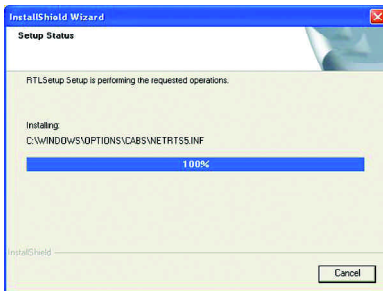 InstallShield Wizard
Setup Status
RTLSetup Setup is performing the requested operations.
Installing:
C:\WINDOWS\OPTIONS\CABS\NETRTS5.INF
100%
InstallShield
Cancel